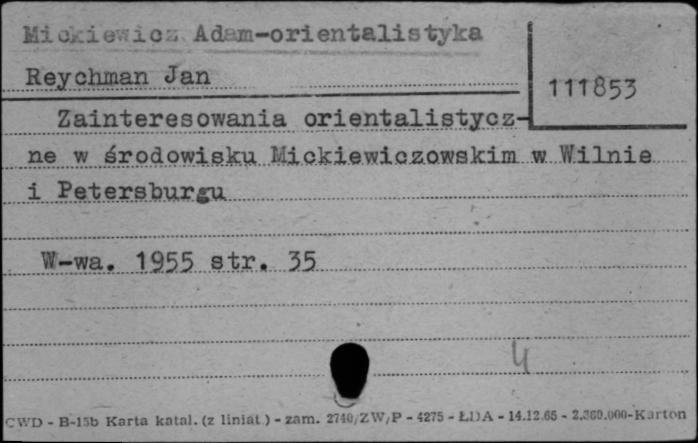 Mickiewicz Adam-orientalistyka
Reychman Jan
111853
Zainteresowania orientalistycz-
ne w środowisku Mickiewiczowskim w Wilnie
i Petersburgu
W-wa. 1955 str. 35
4
CWD - B-15b Karta katal. (z liniat.) - zam. 2740/ZW/P - 4275 - ŁDA - 14.12.65 - 2.360.000-Karton